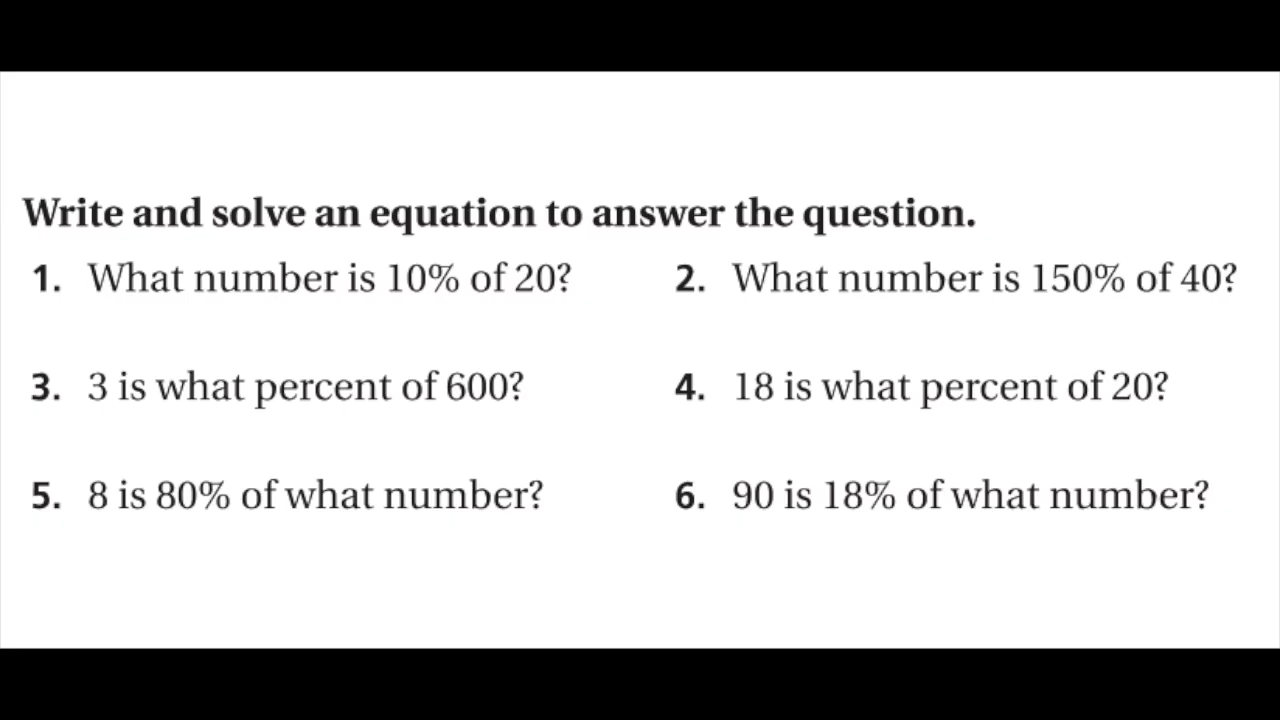 Write and solve an equation to answer the question.
1. What number is 10% of 20?
2. What number is 150% of 40?
3. 3 is what percent of 600?
4. 18 is what percent of 20?
5. 8 is 80% of what number?
6. 90 is 18% of what number?